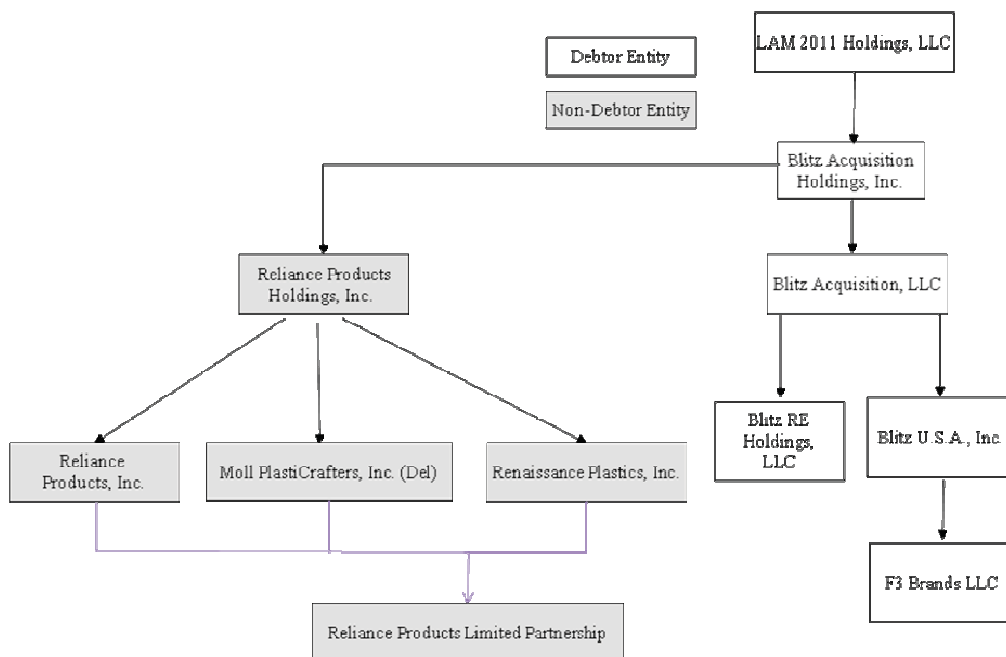 LAM 2011 Holdings, LLC
Debtor Entity
Non-Debtor Entity
Blitz Acquisition
Holdings, Inc.
Reliance Products
Holdings, Inc.
Blitz Acquisition, LLC
Reliance
Products, Inc.
Moll PlastiCrafters, Inc. (Del)
Renaissance Plastics, Inc.
Blitz RE
Holdings,
LLC
Blitz U.S.A., Inc.
F3 Brands LLC
Reliance Products Limited Partnership